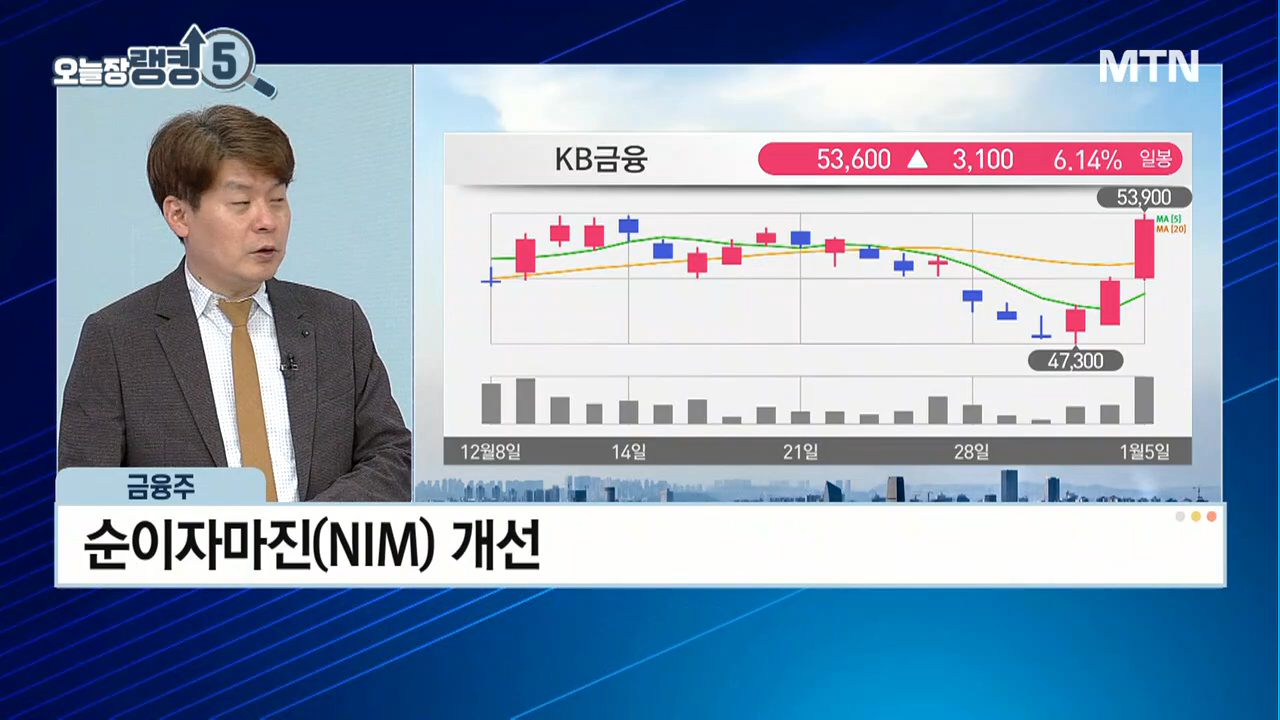 오늘장랭킹5
MTN
KB금융
53,600 ▲ 3,100 6.14% 일봉
53,900
MA [5]
MA [20]
47,300
12월8일 14일 21일 28일 1월5일
금융주
순이자마진(NIM) 개선